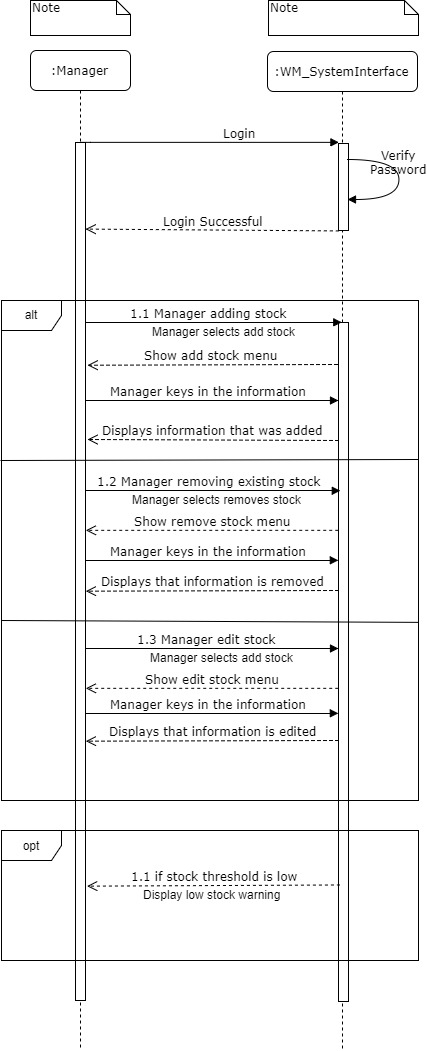 Note
Note
:Manager
:WM_SystemInterface
Login
Verify
Password
Login Successful
alt
1.1 Manager adding stock
Manager selects add stock
Show add stock menu
Manager keys in the information
Displays information that was added
1.2 Manager removing existing stock
Manager selects removes stock
Show remove stock menu
Manager keys in the information
Displays that information is removed
1.3 Manager edit stock
Manager selects add stock
Show edit stock menu
Manager keys in the information
Displays that information is edited
opt
1.1 if stock threshold is low
Display low stock warning